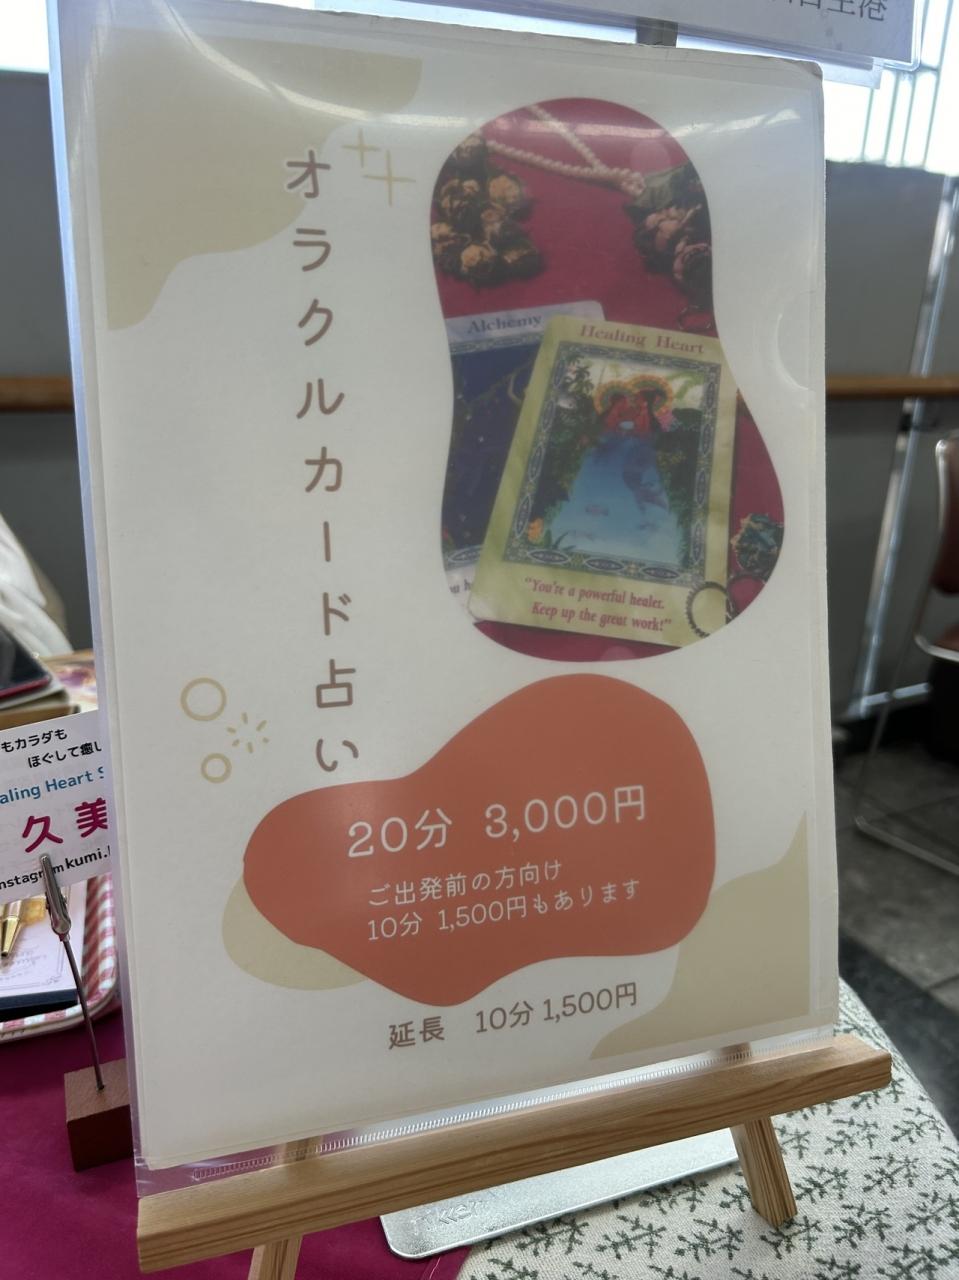 空港
オラクルカード占い
Alchemy
Healing Heart
"You're a powerful healer.
Keep up the great work!"
20分 3,000円
ご出発前の方向け
10分 1,500円もあります
延長 10分 1,500円
もカラダも
ほぐして癒し
aling Heart S
久美
nstagram kumi.